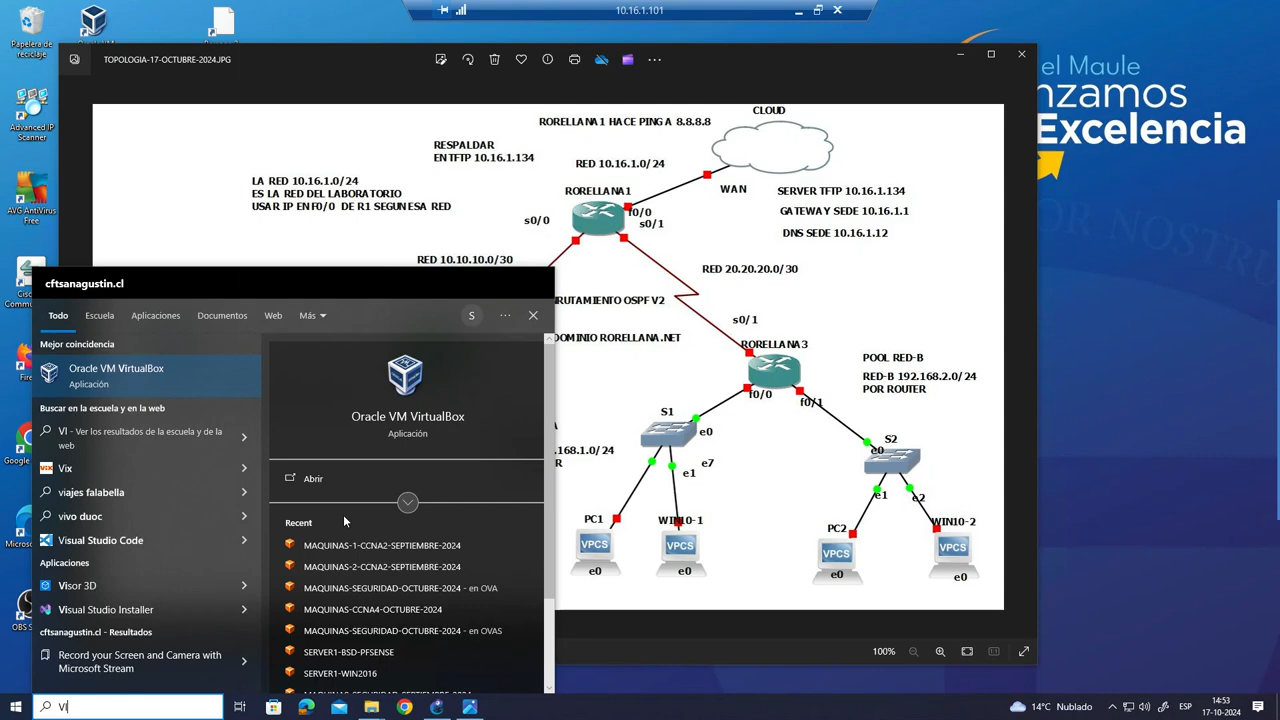 10.16.1.101
Papelera de
reciclaje
Advanced IP
Scanner
AVG AntiVirus
Free
TOPOLOGIA-17-OCTUBRE-2024.JPG
el Maule
nzamos
Excelencia
CLOUD
RORELLANA1 HACE PING A 8.8.8.8
RESPALDAR
EN TFTP 10.16.1.134
RED 10.16.1.0/24
LA RED 10.16.1.0/24
ES LA RED DEL LABORATORIO
USAR IP EN F0/0 DE R1 SEGUN ESA RED
RORELLANA1
WAN
SERVER TFTP 10.16.1.134
GATEWAY SEDE 10.16.1.1
DNS SEDE 10.16.1.12
f0/0
s0/0
s0/1
RED 10.10.10.0/30
RED 20.20.20.0/30
RUTAMIENTO OSPF V2
s0/1
DOMINIO RORELLANA.NET
RORELLANA3
POOL RED-B
RED-B 192.168.2.0/24
POR ROUTER
f0/0
f0/1
S1
e0
.168.1.0/24
e7
e1
S2
e0
e1
e2
PC1
WIN10-1
PC2
WIN10-2
VPCS
VPCS
VPCS
VPCS
e0
e0
e0
e0
100%
cftsanagustin.cl
Todo
Escuela
Aplicaciones
Documentos
Web
Más
S
Mejor coincidencia
Oracle VM VirtualBox
Aplicación
Buscar en la escuela y en la web
VI - Ver los resultados de la escuela y de la
web
Vix
viajes falabella
vivo duoc
Visual Studio Code
Aplicaciones
Visor 3D
Visual Studio Installer
cftsanagustin.cl - Resultados
Record your Screen and Camera with
Microsoft Stream
Oracle VM VirtualBox
Aplicación
Abrir
Recent
MAQUINAS-1-CCNA2-SEPTIEMBRE-2024
MAQUINAS-2-CCNA2-SEPTIEMBRE-2024
MAQUINAS-SEGURIDAD-OCTUBRE-2024 - en OVA
MAQUINAS-CCNA4-OCTUBRE-2024
MAQUINAS-SEGURIDAD-OCTUBRE-2024 - en OVAS
SERVER1-BSD-PFSENSE
SERVER1-WIN2016
VI
14°C Nublado
ESP
14:53
17-10-2024